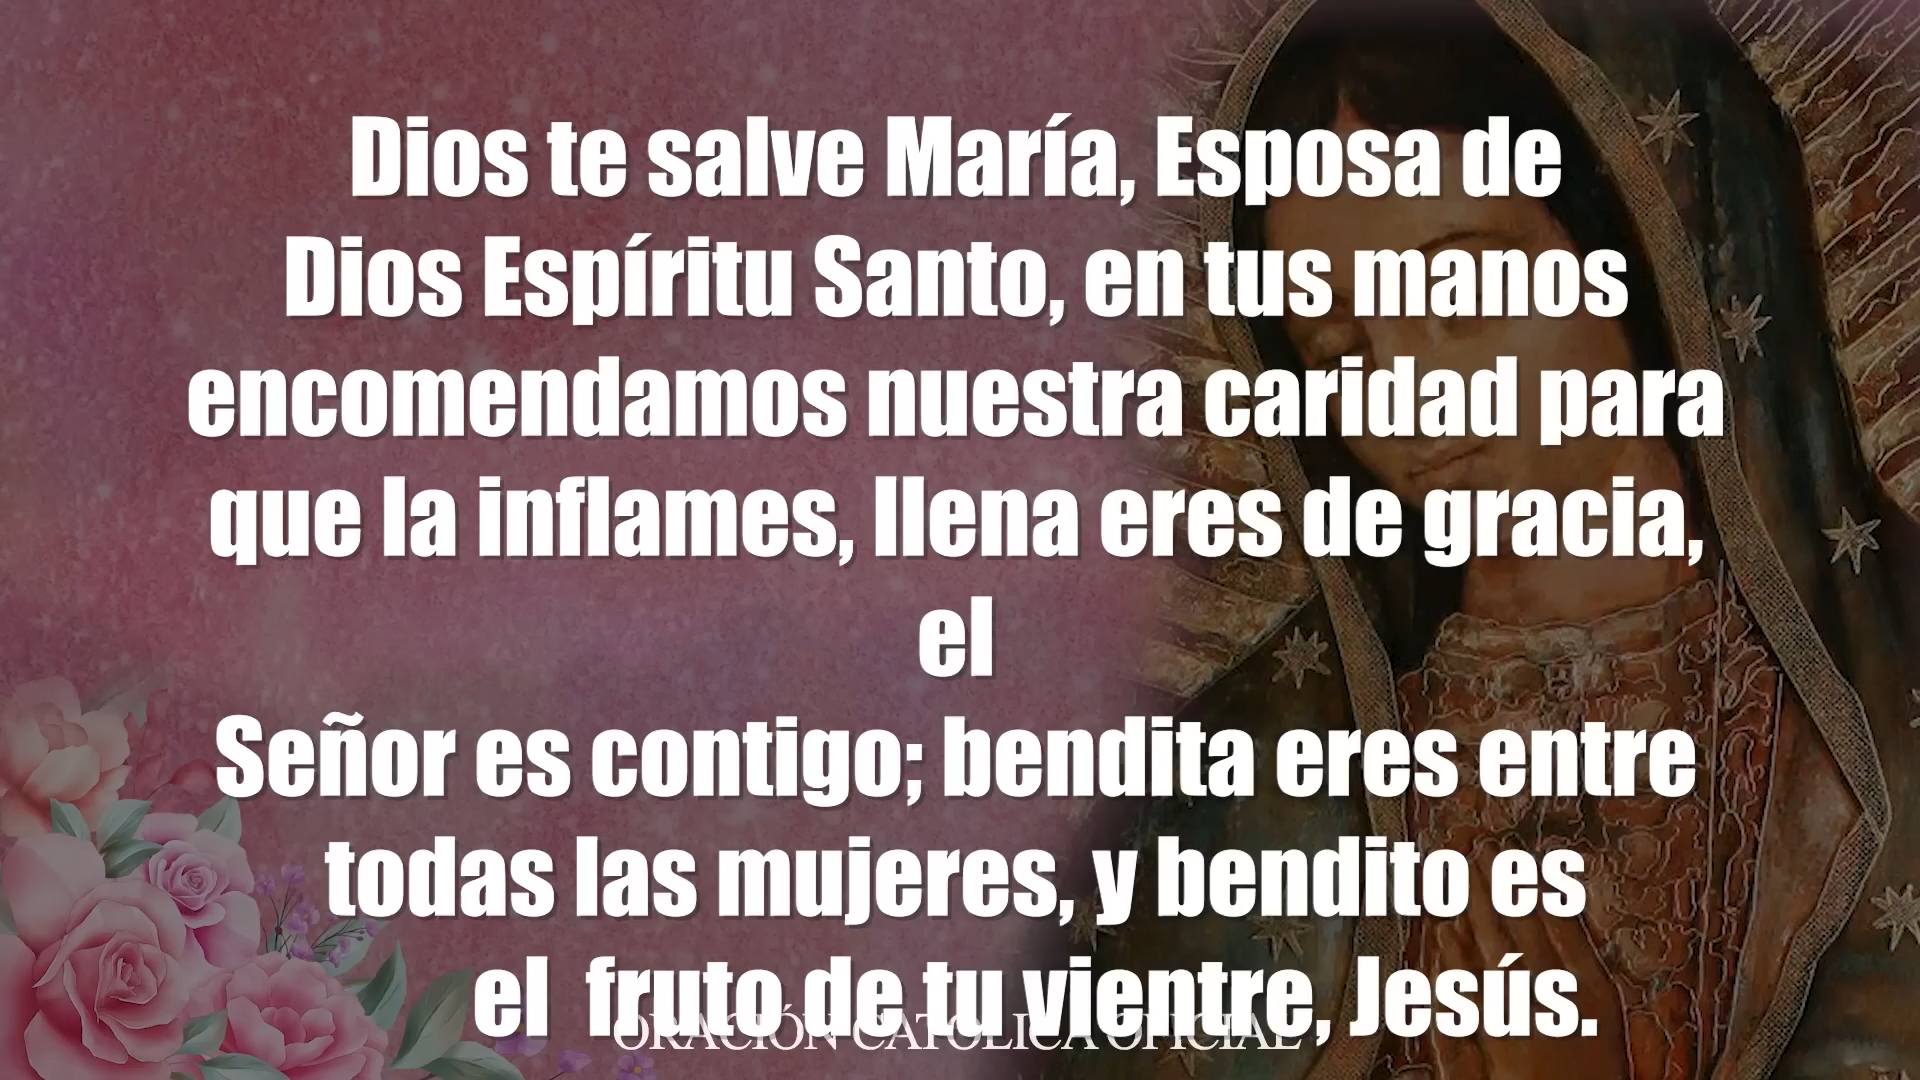 Dios te salve María, Esposa de
Dios Espíritu Santo, en tus manos
encomendamos nuestra caridad para
que la inflames, llena eres de gracia,
el
Señor es contigo; bendita eres entre
todas las mujeres, y bendito es
el fruto de tu vientre, Jesús.
ORACIÓN CATOLICA OFICIAL